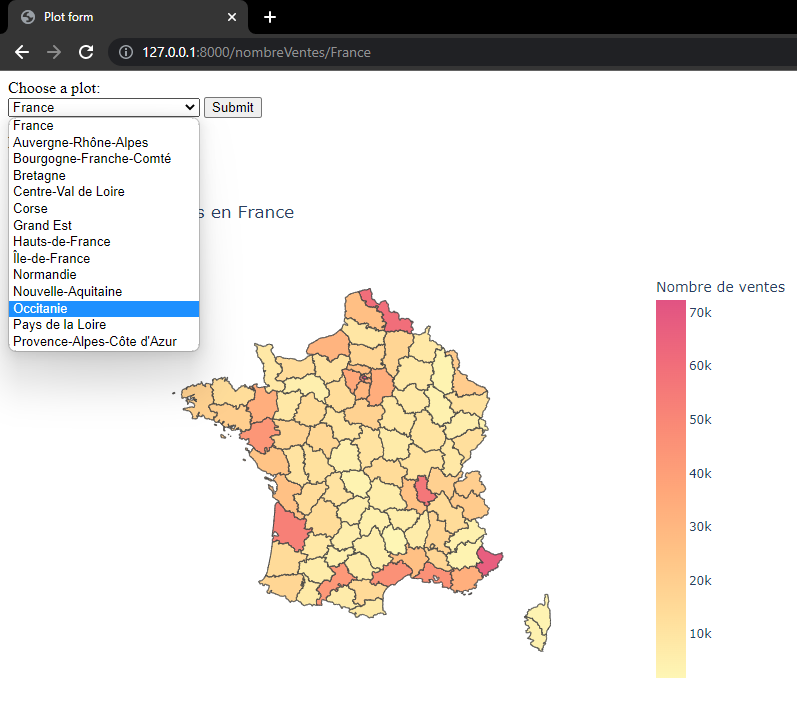 Plot form
127.0.0.1:8000/nombreVentes/France
Choose a plot:
France
Submit
France
Auvergne-Rhône-Alpes
Bourgogne-Franche-Comté
Bretagne
Centre-Val de Loire
Corse
Grand Est
Hauts-de-France
Île-de-France
Normandie
Nouvelle-Aquitaine
Occitanie
Pays de la Loire
Provence-Alpes-Côte d'Azur
s en France
Nombre de ventes
70k
60k
50k
40k
30k
20k
10k